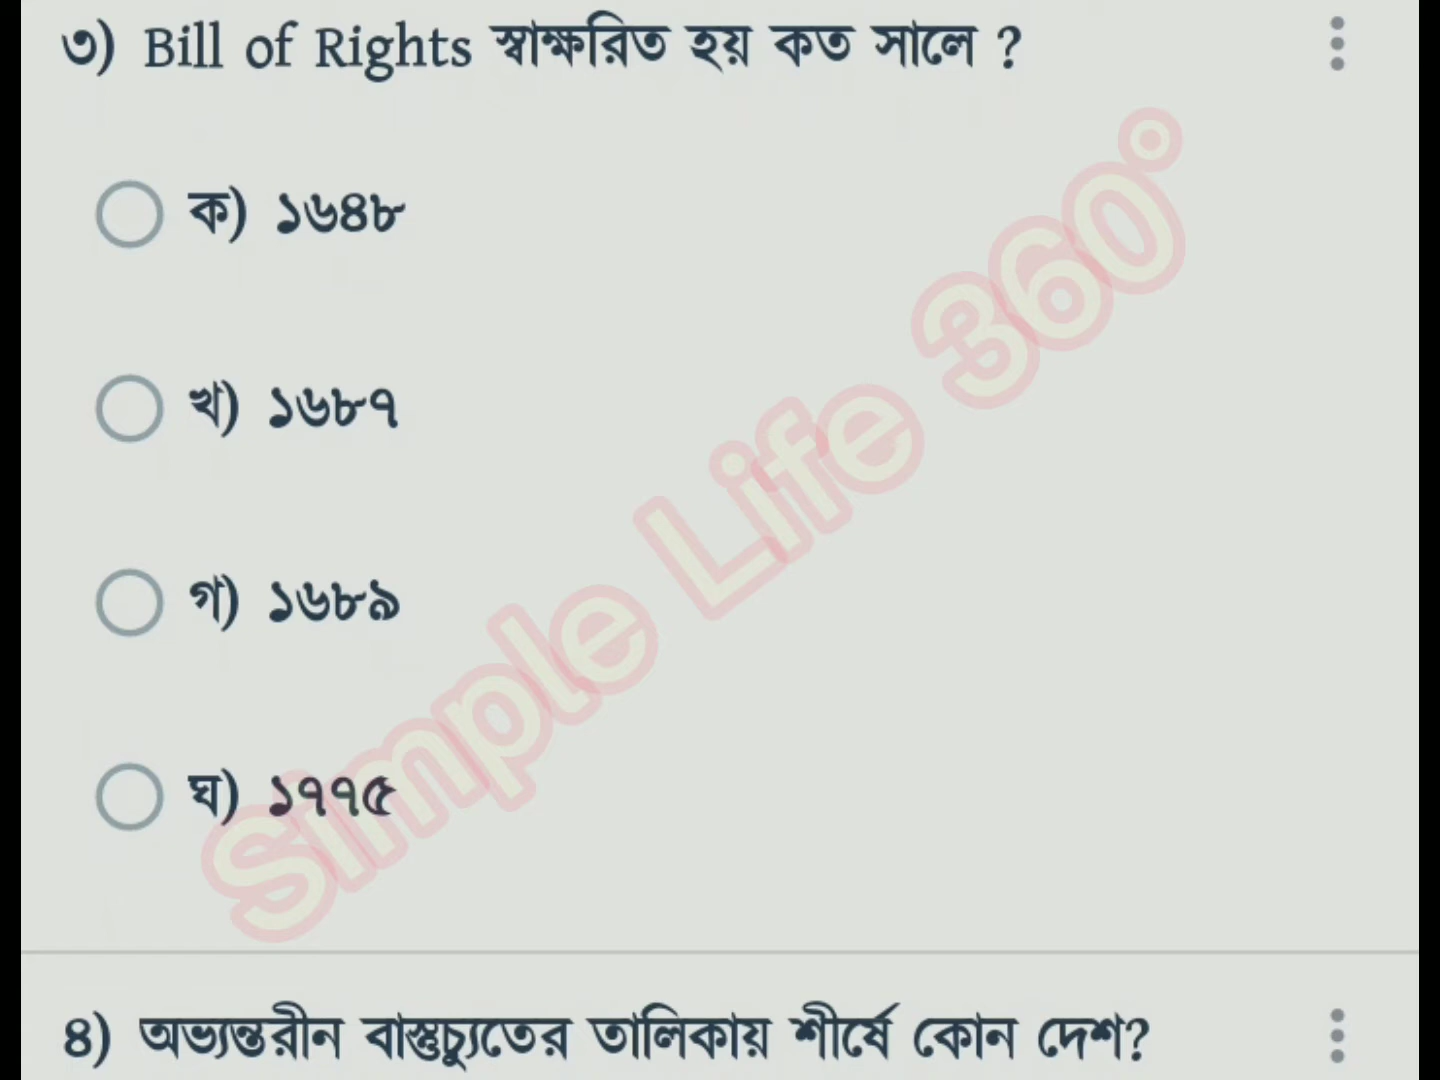 ৩) Bill of Rights স্বাক্ষরিত হয় কত সালে ?
ক) ১৬৪৮
খ) ১৬৮৭
গ) ১৬৮৯
ঘ) ১৭৭৫
Simple Life 360°
৪) অভ্যন্তরীন বাস্তুচ্যুতের তালিকায় শীর্ষে কোন দেশ?